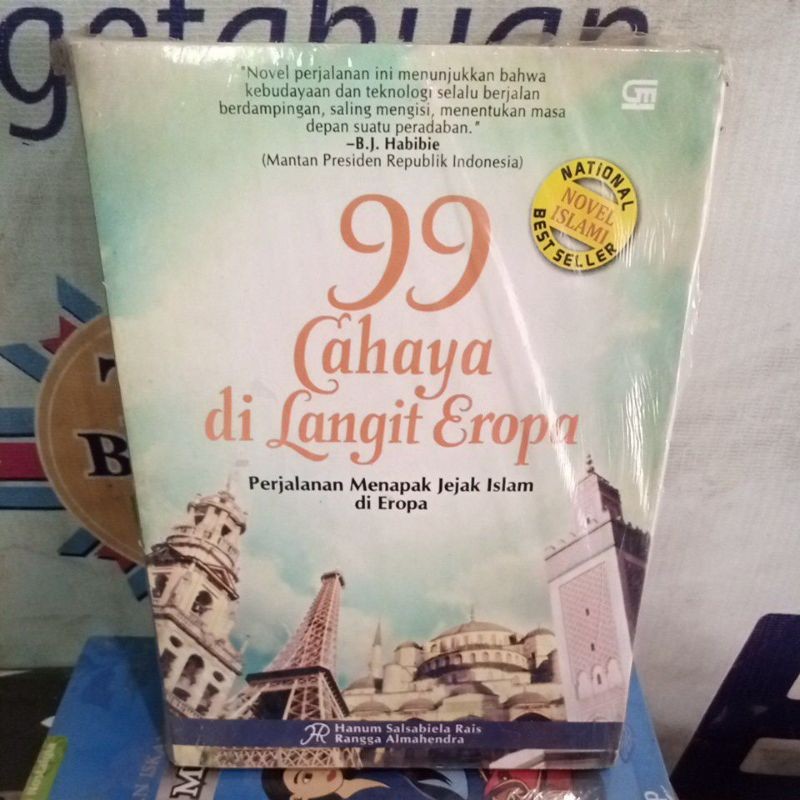 getahuan
"Novel perjalanan ini menunjukkan bahwa
kebudayaan dan teknologi selalu berjalan
berdampingan, saling mengisi, menentukan masa
depan suatu peradaban."
–B.J. Habibie
(Mantan Presiden Republik Indonesia)
GM
NATIONAL
NOVEL
ISLAMI
BEST SELLER
99
Cahaya
di Langit Eropa
Perjalanan Menapak Jejak Islam
di Eropa
Hanum Salsabiela Rais
Rangga Almahendra